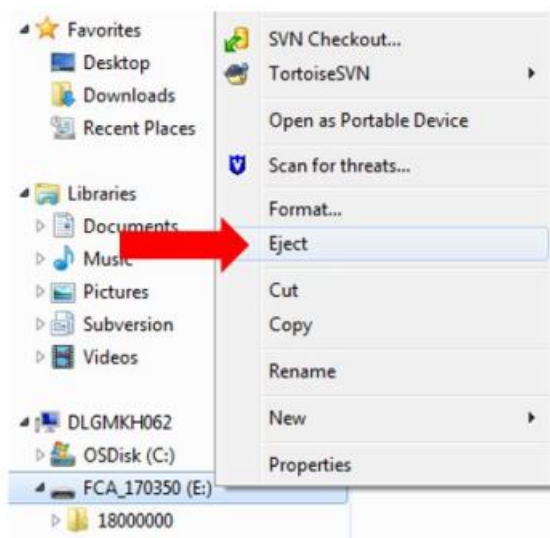 Favorites
Desktop
Downloads
Recent Places
Libraries
Documents
Music
Pictures
Subversion
Videos
DLGMKH062
OSDisk (C:)
FCA_170350 (E:)
18000000
SVN Checkout...
TortoiseSVN
Open as Portable Device
Scan for threats...
Format...
Eject
Cut
Copy
Rename
New
Properties